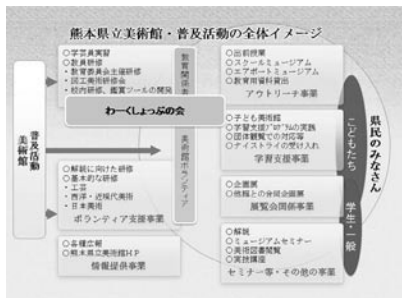 熊本県立美術館・普及活動の全体イメージ
○学芸員実習
○教員研修
・教育委員会主催研修
・図工美術研修会
・校内研修、鑑賞ツールの開発
教育関係者
わーくしょっぷの会
普及活動
美術館
○解説に向けた研修
・基本的な研修
・工芸
・西洋・近現代美術
・日本美術
ボランティア支援事業
美術館ボランティア
○各種広報
○熊本県立美術館HP
情報提供事業
○出前授業
○スクールミュージアム
○エアポートミュージアム
○教育用資料貸出
アウトリーチ事業
○子ども美術館
○学習支援プログラムの実践
○団体観覧での対応等
○ナイストライの受け入れ
学習支援事業
○企画展
○他館との合同企画展
展覧会関係事業
○解説
○ミュージアムセミナー
○美術図書閲覧
○実技講座
セミナー等・その他の事業
こどもたち
学生・一般
県民のみなさん